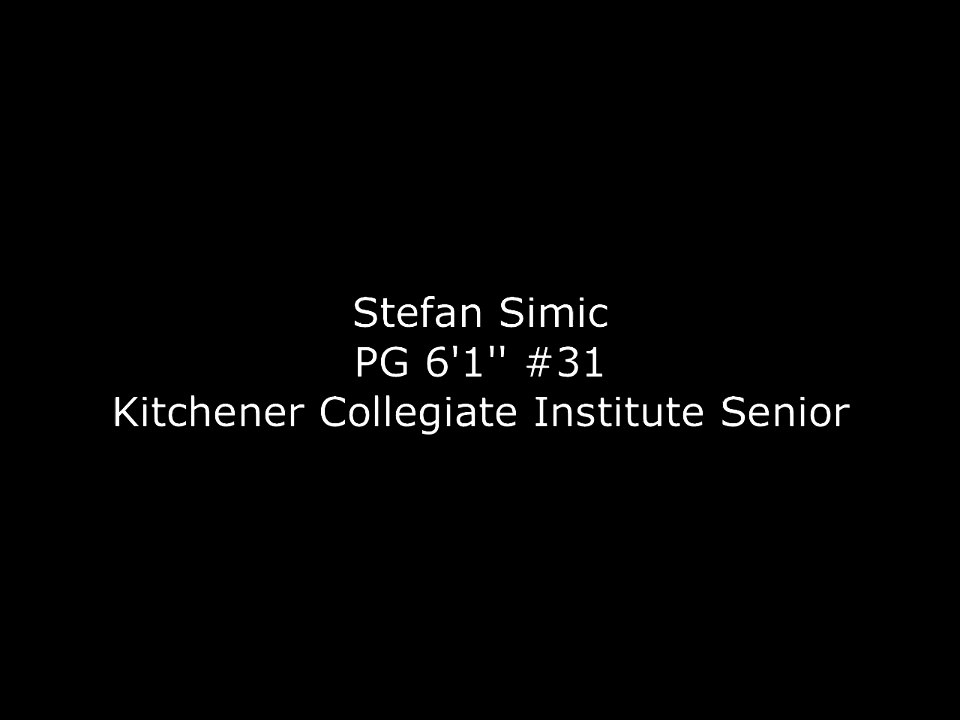 Stefan Simic
PG 6'1'' #31
Kitchener Collegiate Institute Senior